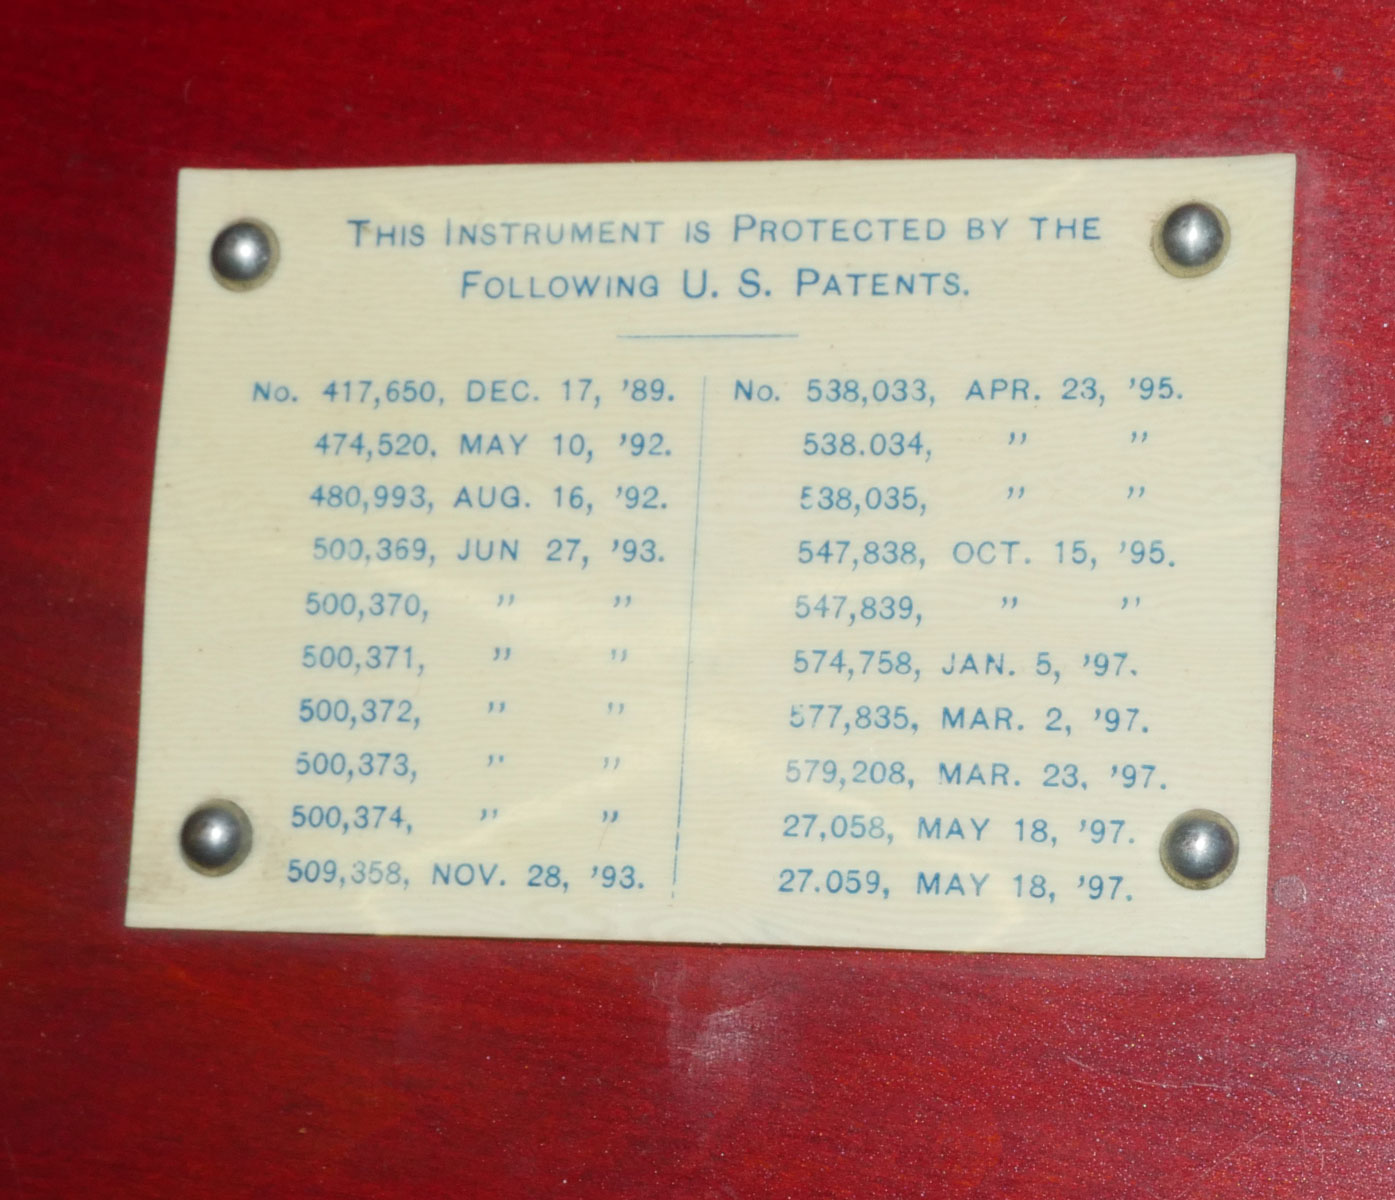 THIS INSTRUMENT IS PROTECTED BY THE
FOLLOWING U. S. PATENTS.
No. 417,650, DEC. 17, '89.
474,520, MAY 10, '92.
480,993, AUG. 16, '92.
500,369, JUN 27, '93.
500,370, " "
500,371, " "
500,372, " "
500,373, " "
500,374, " "
509,358, NOV. 28, '93.
No. 538,033, APR. 23, '95.
538.034, " "
538,035, " "
547,838, OCT. 15, '95.
547,839, " "
574,758, JAN. 5, '97.
577,835, MAR. 2, '97.
579,208, MAR. 23, '97.
27,058, MAY 18, '97.
27.059, MAY 18, '97.